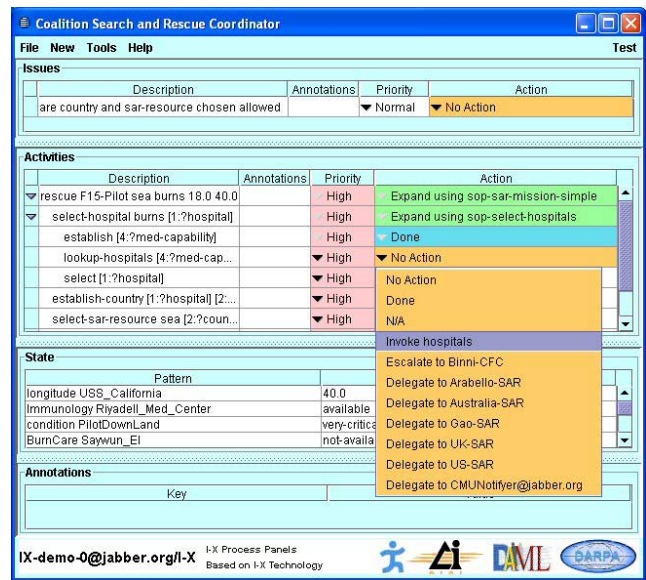 Coalition Search and Rescue Coordinator
File New Tools Help Test
Issues
Description Annotations Priority Action
are country and sar-resource chosen allowed Normal No Action
Activities
Description Annotations Priority Action
rescue F15-Pilot sea burns 18.0 40.0 High Expand using sop-sar-mission-simple
select-hospital burns [1:?hospital] High Expand using sop-select-hospitals
establish [4:?med-capability] High Done
lookup-hospitals [4:?med-cap... High No Action
select [1:?hospital] High
establish-country [1:?hospital] [2:... High
select-sar-resource sea [2:?coun... High
No Action
Done
N/A
Invoke hospitals
Escalate to Binni-CFC
Delegate to Arabello-SAR
Delegate to Australia-SAR
Delegate to Gao-SAR
Delegate to UK-SAR
Delegate to US-SAR
Delegate to CMUNotifyer@jabber.org
State
Pattern
longitude USS_California 40.0
Immunology Riyadell_Med_Center available
condition PilotDownLand very-critica
BurnCare Saywun_El not-availa
Annotations
Key
IX-demo-0@jabber.org/I-X
I-X Process Panels
Based on I-X Technology
AI
AIAI
DAML
DARPA